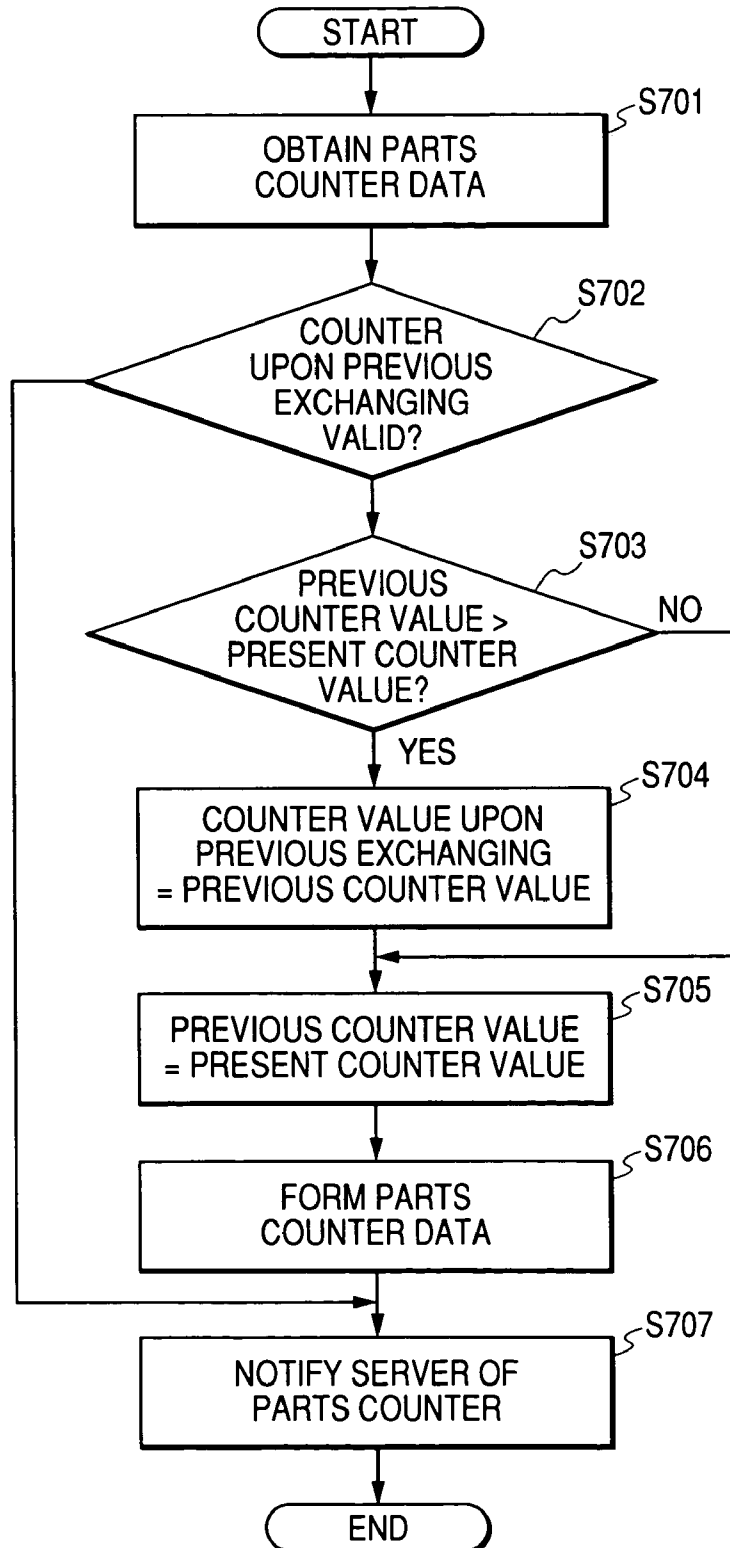 START
S701
OBTAIN PARTS
COUNTER DATA
S702
COUNTER
UPON PREVIOUS
EXCHANGING
VALID?
S703
PREVIOUS
COUNTER VALUE >
PRESENT COUNTER
VALUE?
NO
YES
S704
COUNTER VALUE UPON
PREVIOUS EXCHANGING
= PREVIOUS COUNTER VALUE
S705
PREVIOUS COUNTER VALUE
= PRESENT COUNTER VALUE
S706
FORM PARTS
COUNTER DATA
S707
NOTIFY SERVER OF
PARTS COUNTER
END